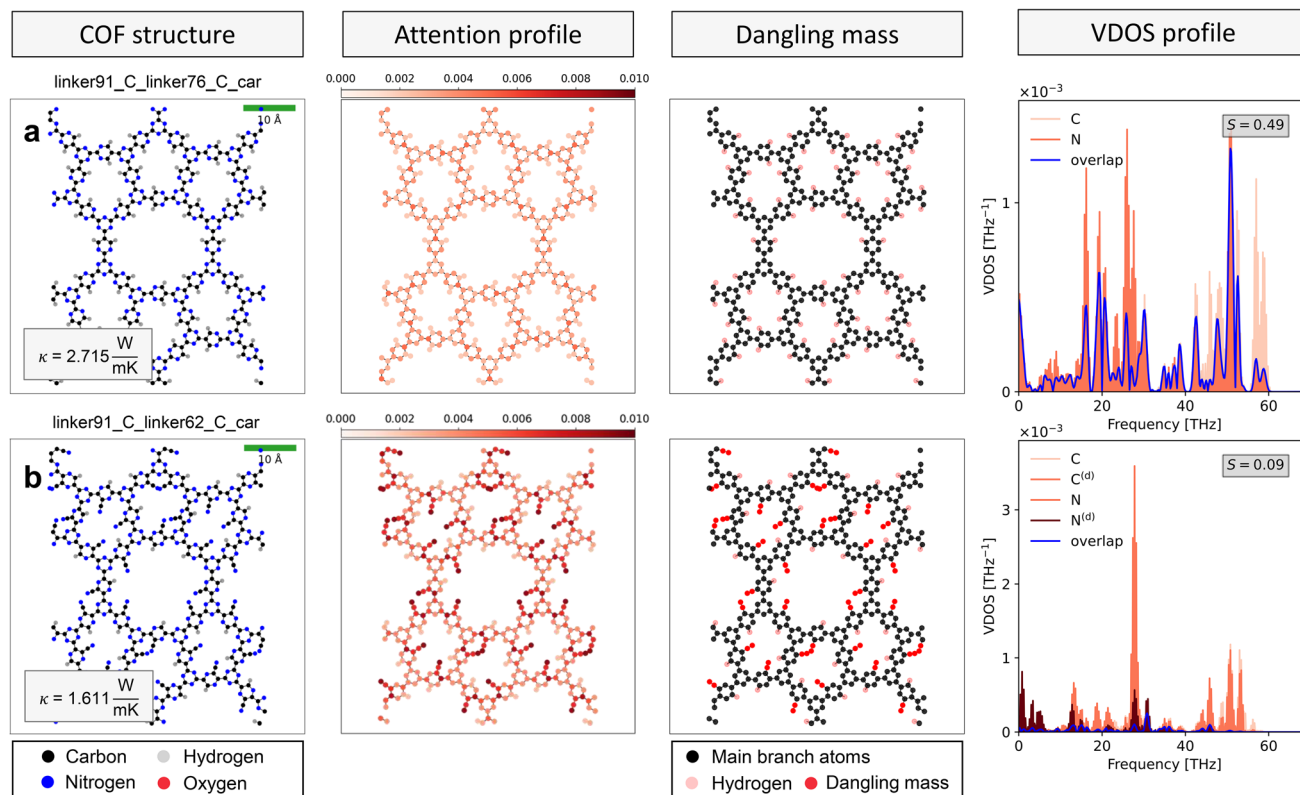 COF structure
Attention profile
Dangling mass
VDOS profile
linker91_C_linker76_C_car
0.000 0.002 0.004 0.006 0.008 0.010
a
10 Å
κ = 2.715 W/mK
×10⁻³
C
N
overlap
S = 0.49
VDOS [THz⁻¹]
1
0
0 20 40 60
Frequency [THz]
linker91_C_linker62_C_car
0.000 0.002 0.004 0.006 0.008 0.010
b
10 Å
κ = 1.611 W/mK
×10⁻³
C
C⁽ᵈ⁾
N
N⁽ᵈ⁾
overlap
S = 0.09
VDOS [THz⁻¹]
3
2
1
0
0 20 40 60
Frequency [THz]
Carbon Hydrogen
Nitrogen Oxygen
Main branch atoms
Hydrogen Dangling mass